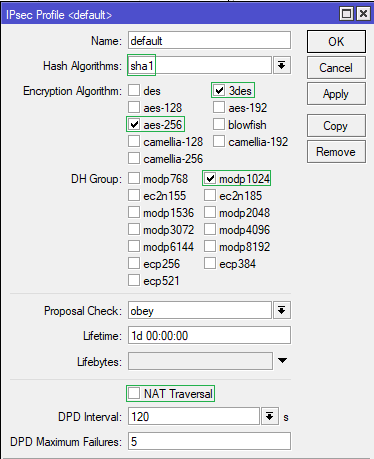 IPsec Profile <default>
Name: default OK
Hash Algorithms: sha1 Cancel
Encryption Algorithm: des 3des Apply
aes-128 aes-192
aes-256 blowfish Copy
camellia-128 camellia-192 Remove
camellia-256
DH Group: modp768 modp1024
ec2n155 ec2n185
modp1536 modp2048
modp3072 modp4096
modp6144 modp8192
ecp256 ecp384
ecp521
Proposal Check: obey
Lifetime: 1d 00:00:00
Lifebytes:
NAT Traversal
DPD Interval: 120 s
DPD Maximum Failures: 5